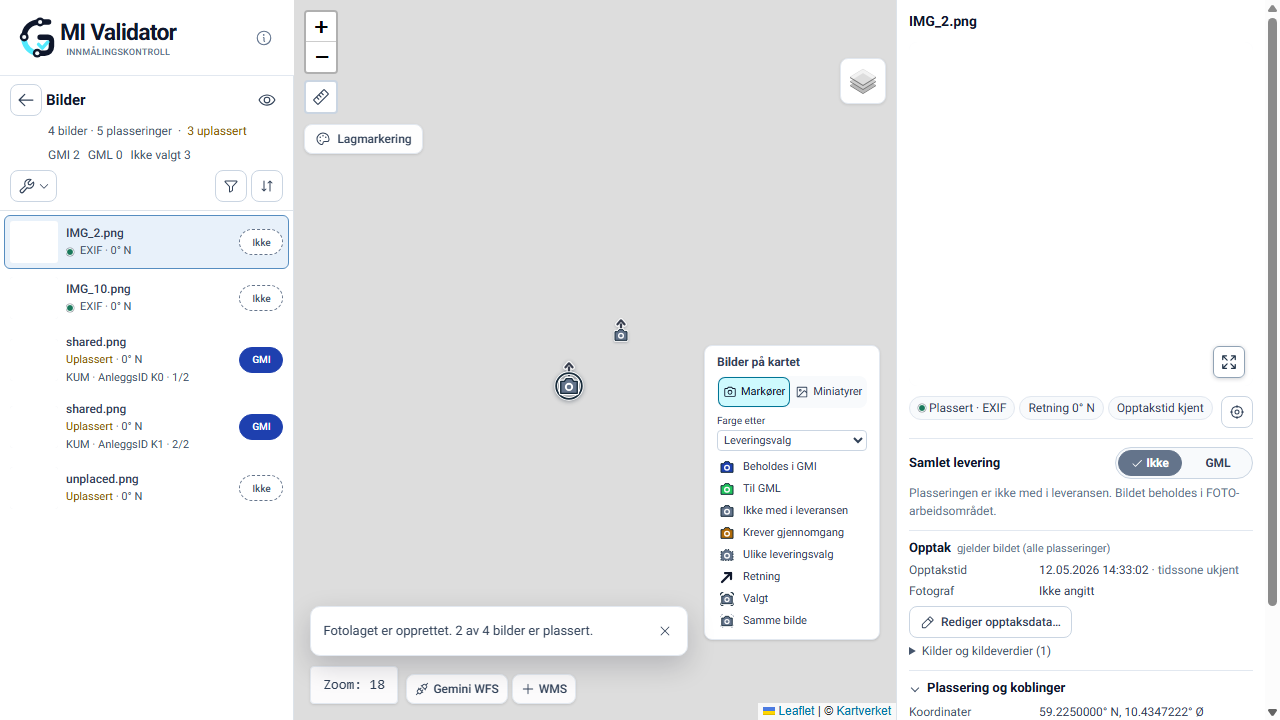 MI Validator
INNMÅLINGSKONTROLL
Bilder
4 bilder · 5 plasseringer · 3 uplassert
GMI 2 GML 0 Ikke valgt 3
IMG_2.png
EXIF · 0° N
Ikke
IMG_10.png
EXIF · 0° N
Ikke
shared.png
Uplassert · 0° N
KUM · AnleggsID K0 · 1/2
GMI
shared.png
Uplassert · 0° N
KUM · AnleggsID K1 · 2/2
GMI
unplaced.png
Uplassert · 0° N
Ikke
+
−
Lagmarkering
Bilder på kartet
Markører Miniatyrer
Farge etter
Leveringsvalg
Beholdes i GMI
Til GML
Ikke med i leveransen
Krever gjennomgang
Ulike leveringsvalg
Retning
Valgt
Samme bilde
Fotolaget er opprettet. 2 av 4 bilder er plassert.
Zoom: 18
Gemini WFS
+ WMS
Leaflet | © Kartverket
IMG_2.png
Plassert · EXIF
Retning 0° N
Opptakstid kjent
Samlet levering
Ikke GML
Plasseringen er ikke med i leveransen. Bildet beholdes i FOTO-
arbeidsområdet.
Opptak gjelder bildet (alle plasseringer)
Opptakstid 12.05.2026 14:33:02 · tidssone ukjent
Fotograf Ikke angitt
Rediger opptaksdata…
Kilder og kildeverdier (1)
Plassering og koblinger
Koordinater 59.2250000° N, 10.4347222° Ø